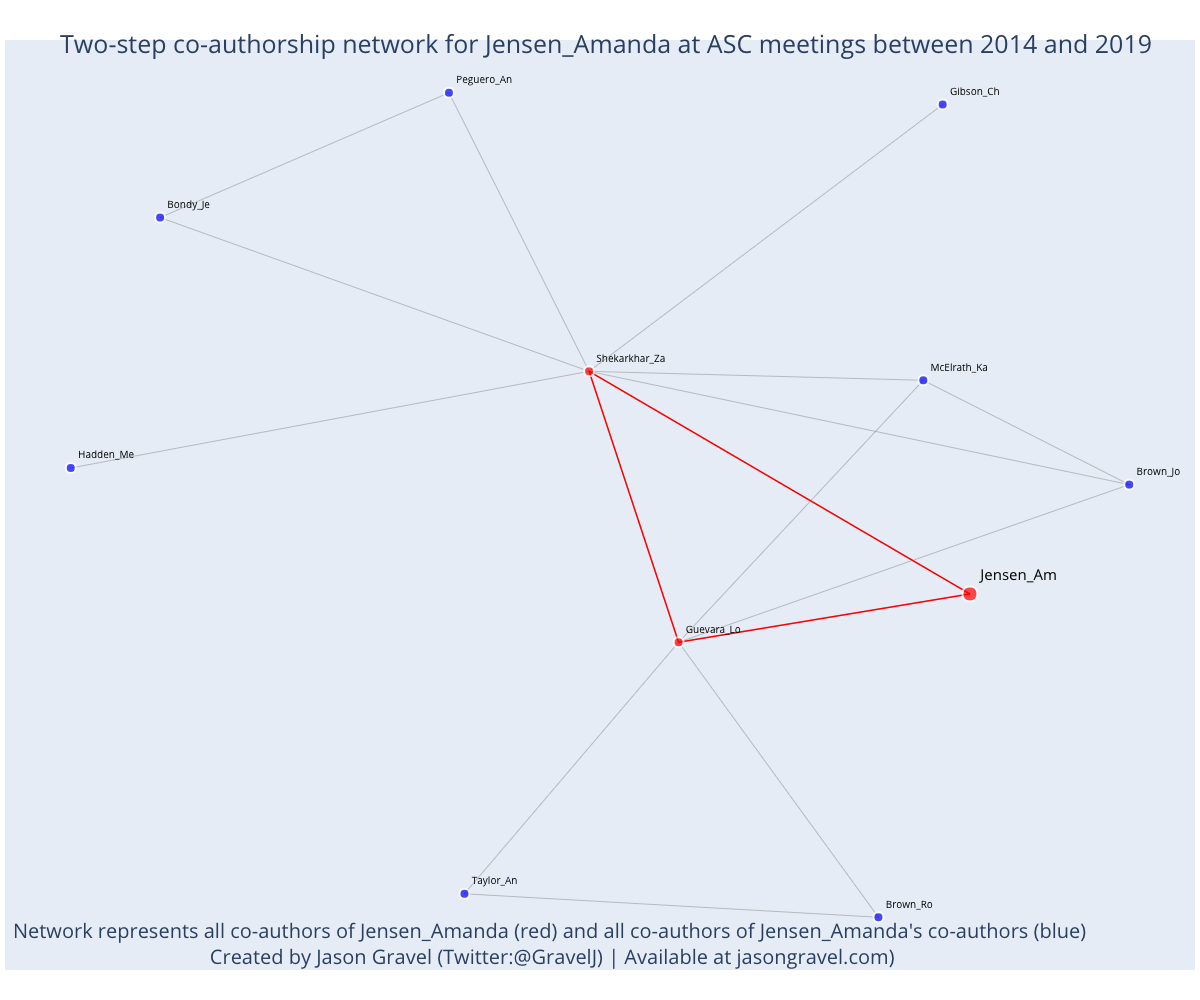 Two-step co-authorship network for Jensen_Amanda at ASC meetings between 2014 and 2019
Peguero_An
Gibson_Ch
Bondy_Je
Shekarkhar_Za
McElrath_Ka
Hadden_Me
Brown_Jo
Jensen_Am
Guevara_Lo
Taylor_An
Brown_Ro
Network represents all co-authors of Jensen_Amanda (red) and all co-authors of Jensen_Amanda's co-authors (blue)
Created by Jason Gravel (Twitter:@GravelJ) | Available at jasongravel.com)